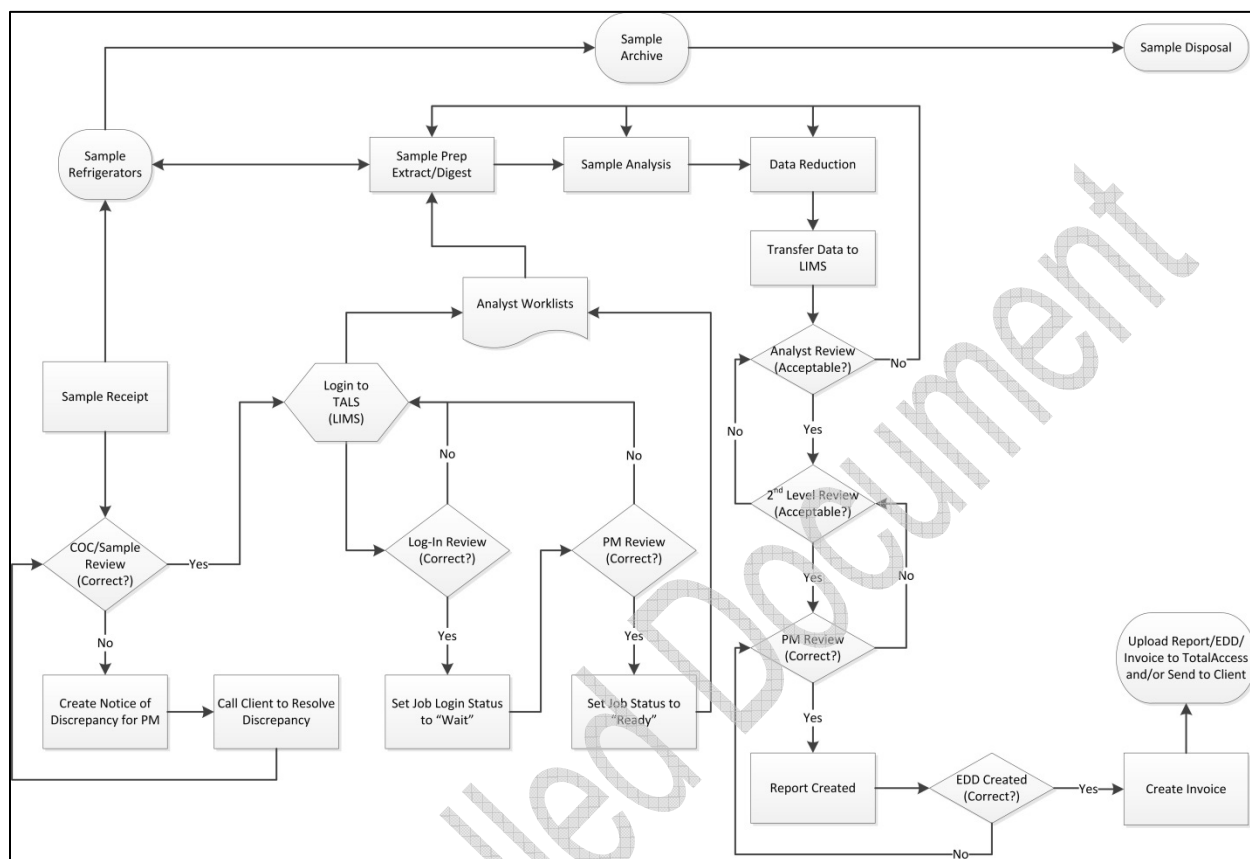 Sample
Archive
Sample Disposal
Sample
Refrigerators
Sample Prep
Extract/Digest
Sample Analysis
Data Reduction
Transfer Data to
LIMS
Analyst Worklists
Analyst Review
(Acceptable?)
No
Sample Receipt
Login to
TALS
(LIMS)
No
Yes
No
No
2nd Level Review
(Acceptable?)
COC/Sample
Review
(Correct?)
Yes
Log-In Review
(Correct?)
PM Review
(Correct?)
Yes
No
No
Yes
Yes
PM Review
(Correct?)
Upload Report/EDD/
Invoice to TotalAccess
and/or Send to Client
Create Notice of
Discrepancy for PM
Call Client to Resolve
Discrepancy
Set Job Login Status
to “Wait”
Set Job Status to
“Ready”
Yes
Report Created
EDD Created
(Correct?)
Yes
Create Invoice
No
lled Document